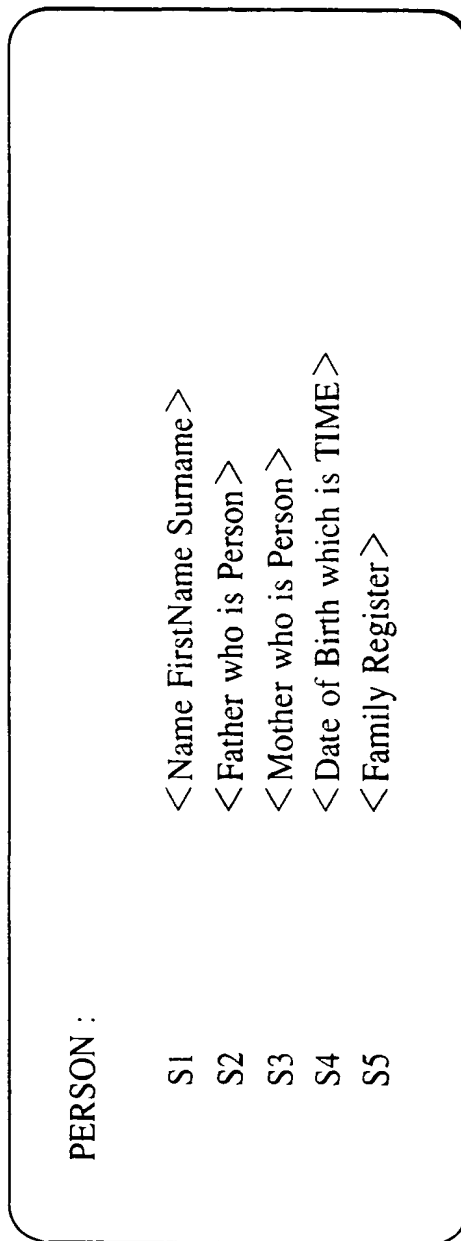 PERSON :
S1 <Name FirstName Surname>
S2 <Father who is Person>
S3 <Mother who is Person>
S4 <Date of Birth which is TIME>
S5 <Family Register>